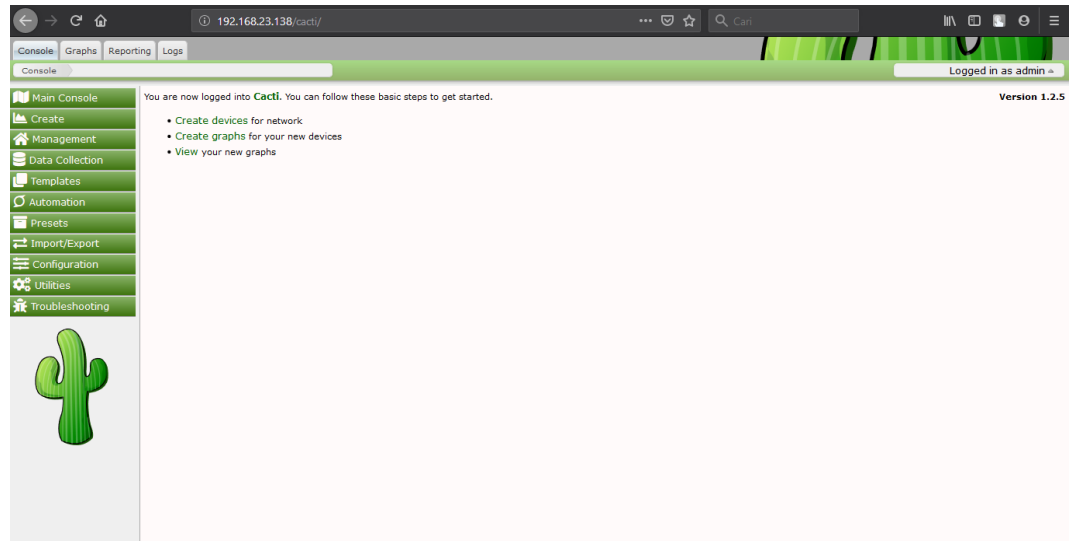 192.168.23.138/cacti/
Cari
Console Graphs Reporting Logs
Console
Logged in as admin
Main Console
Create
Management
Data Collection
Templates
Automation
Presets
Import/Export
Configuration
Utilities
Troubleshooting
You are now logged into Cacti. You can follow these basic steps to get started.
Version 1.2.5
• Create devices for network
• Create graphs for your new devices
• View your new graphs